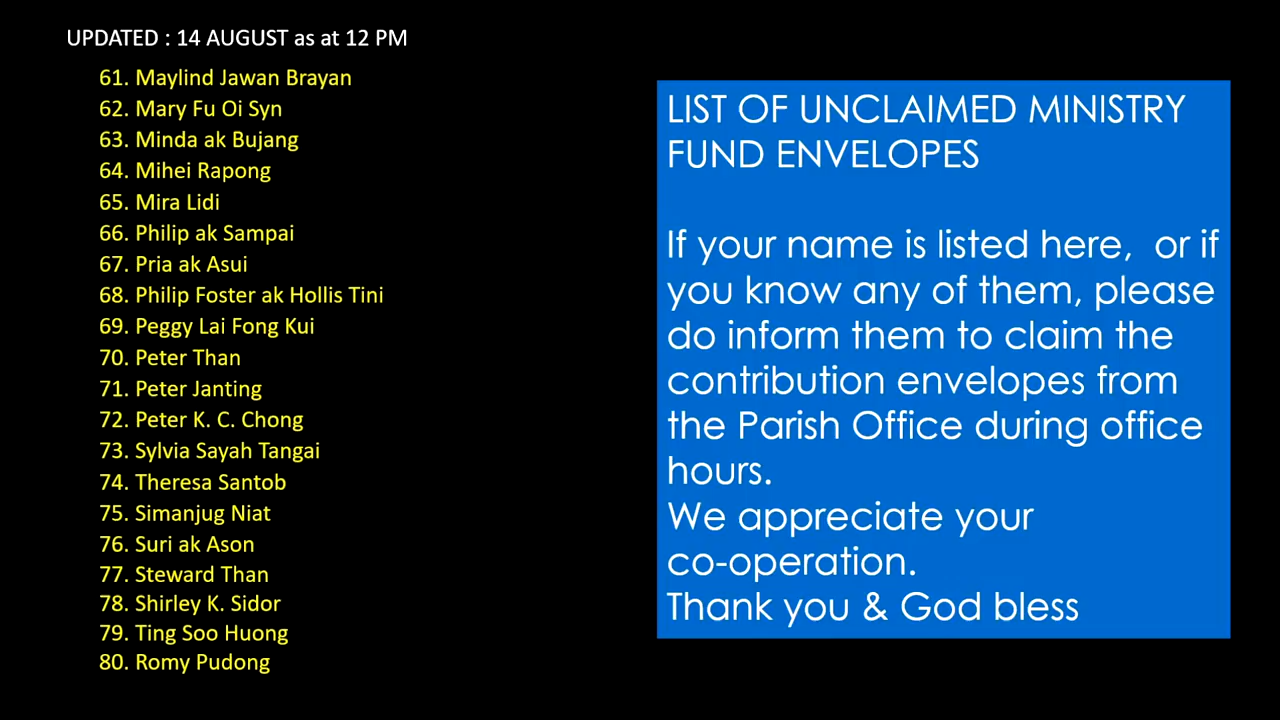 UPDATED : 14 AUGUST as at 12 PM
61. Maylind Jawan Brayan
62. Mary Fu Oi Syn
63. Minda ak Bujang
64. Mihei Rapong
65. Mira Lidi
66. Philip ak Sampai
67. Pria ak Asui
68. Philip Foster ak Hollis Tini
69. Peggy Lai Fong Kui
70. Peter Than
71. Peter Janting
72. Peter K. C. Chong
73. Sylvia Sayah Tangai
74. Theresa Santob
75. Simanjug Niat
76. Suri ak Ason
77. Steward Than
78. Shirley K. Sidor
79. Ting Soo Huong
80. Romy Pudong
LIST OF UNCLAIMED MINISTRY
FUND ENVELOPES
If your name is listed here,  or if
you know any of them, please
do inform them to claim the
contribution envelopes from
the Parish Office during office
hours.
We appreciate your
co-operation.
Thank you & God bless